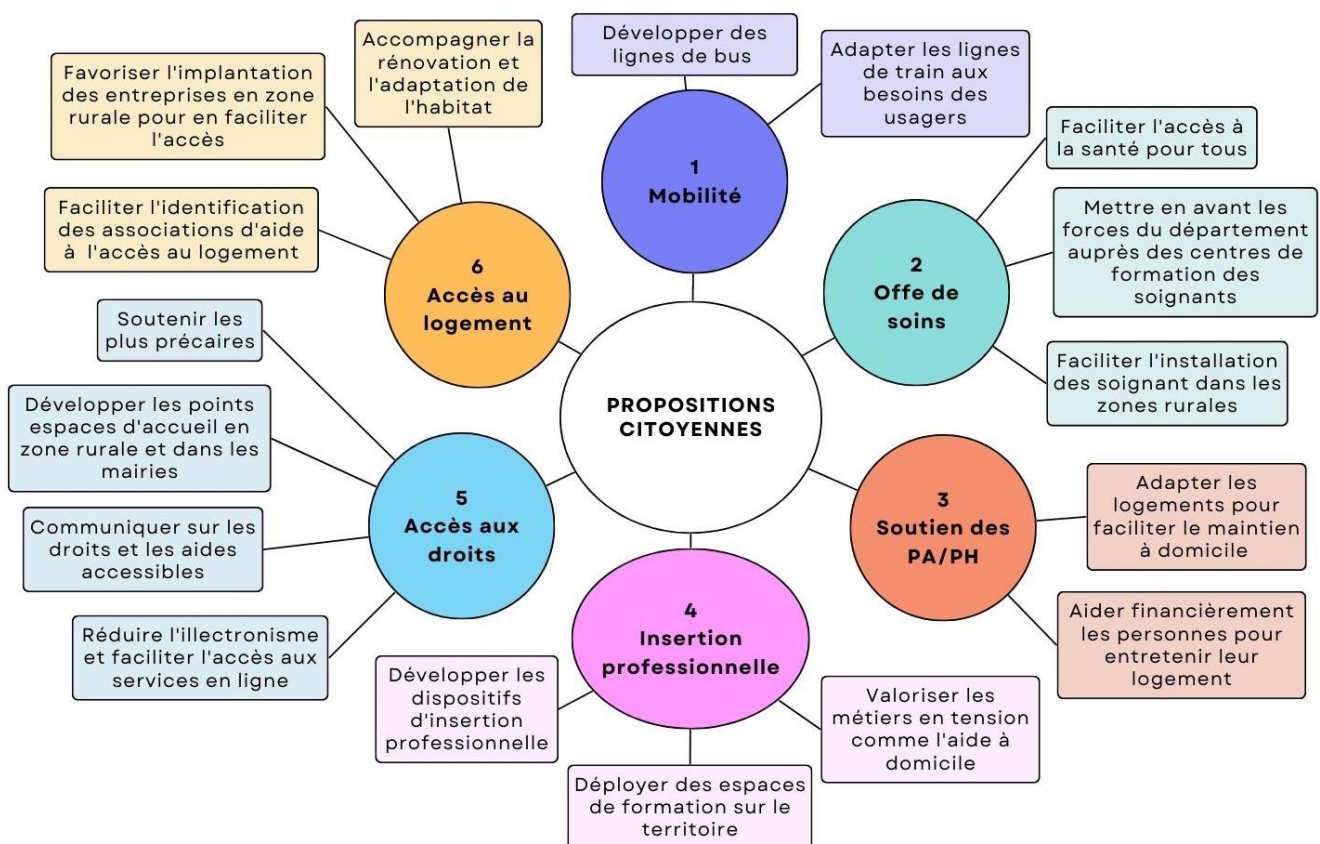 PROPOSITIONS
CITOYENNES
1
Mobilité
Développer des
lignes de bus
Adapter les lignes
de train aux
besoins des
usagers
2
Offe de
soins
Faciliter l'accès à
la santé pour tous
Mettre en avant les
forces du département
auprès des centres de
formation des
soignants
Faciliter l'installation
des soignant dans les
zones rurales
3
Soutien des
PA/PH
Adapter les
logements pour
faciliter le maintien
à domicile
Aider financièrement
les personnes pour
entretenir leur
logement
4
Insertion
professionnelle
Valoriser les
métiers en tension
comme l'aide à
domicile
Déployer des espaces
de formation sur le
territoire
Développer les
dispositifs
d'insertion
professionnelle
5
Accès aux
droits
Soutenir les
plus précaires
Développer les points
espaces d'accueil en
zone rurale et dans les
mairies
Communiquer sur les
droits et les aides
accessibles
Réduire l'illectronisme
et faciliter l'accès aux
services en ligne
6
Accès au
logement
Accompagner la
rénovation et
l'adaptation de
l'habitat
Favoriser l'implantation
des entreprises en zone
rurale pour en faciliter
l'accès
Faciliter l'identification
des associations d'aide
à l'accès au logement